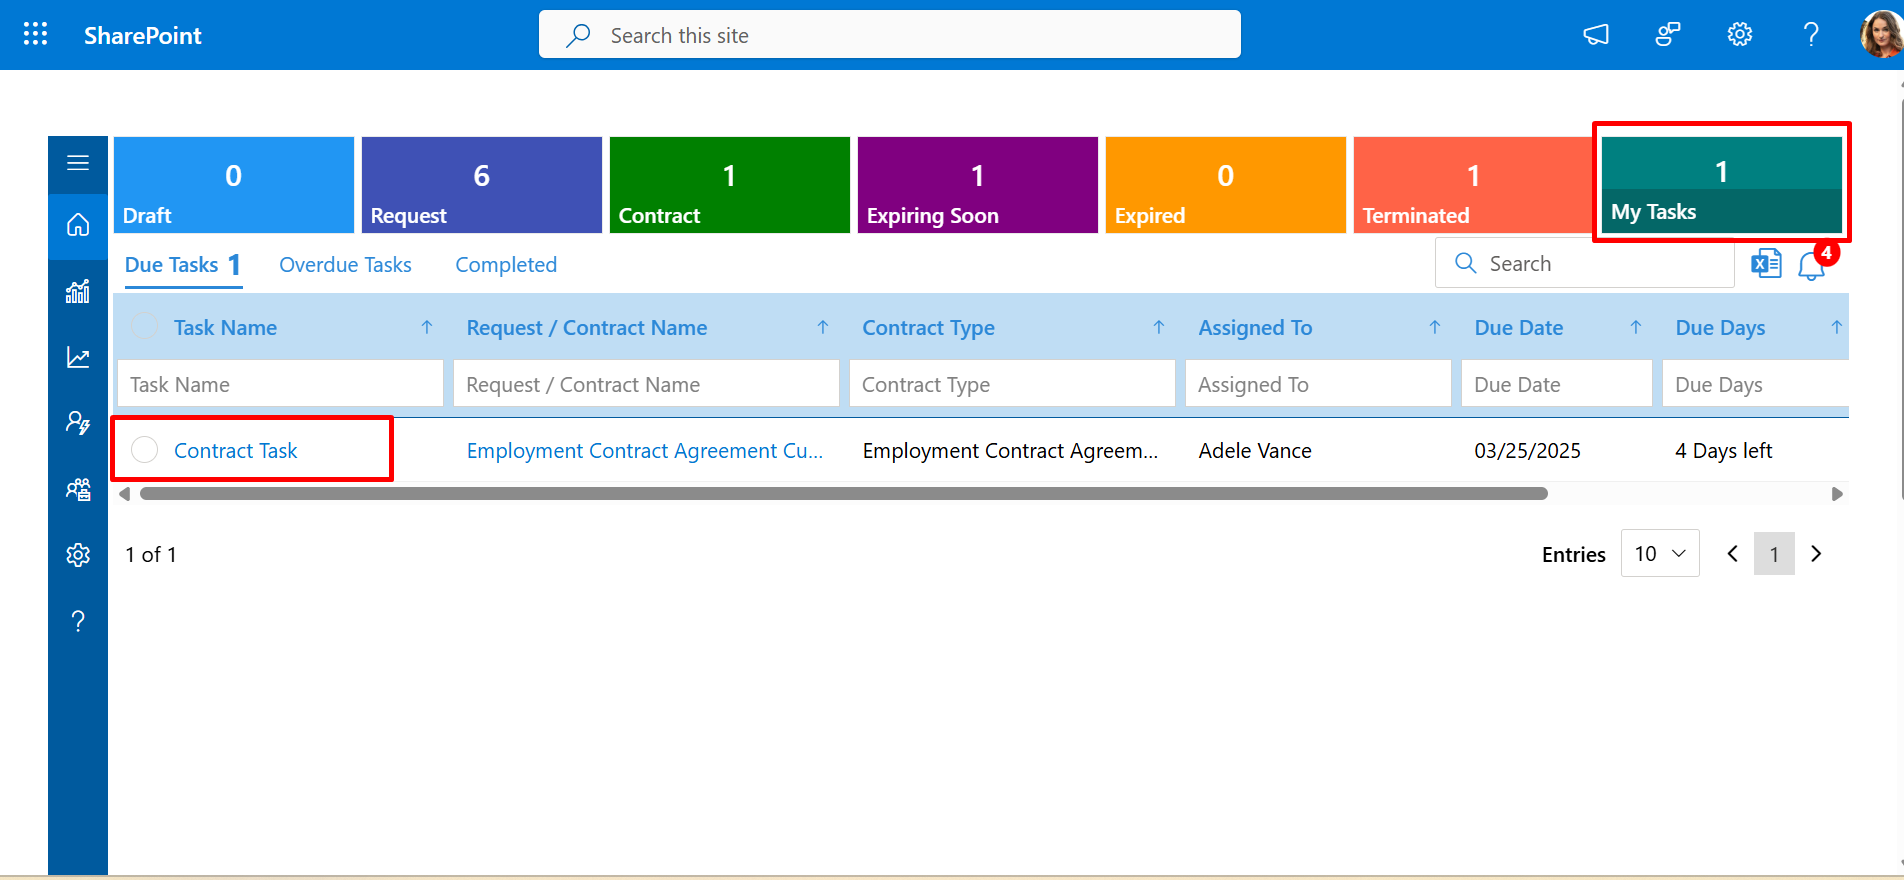 SharePoint
Search this site
0
Draft
6
Request
1
Contract
1
Expiring Soon
0
Expired
1
Terminated
1
My Tasks
Due Tasks 1
Overdue Tasks
Completed
Search
4
Task Name
Request / Contract Name
Contract Type
Assigned To
Due Date
Due Days
Task Name
Request / Contract Name
Contract Type
Assigned To
Due Date
Due Days
Contract Task
Employment Contract Agreement Cu...
Employment Contract Agreem...
Adele Vance
03/25/2025
4 Days left
1 of 1
Entries
10
1